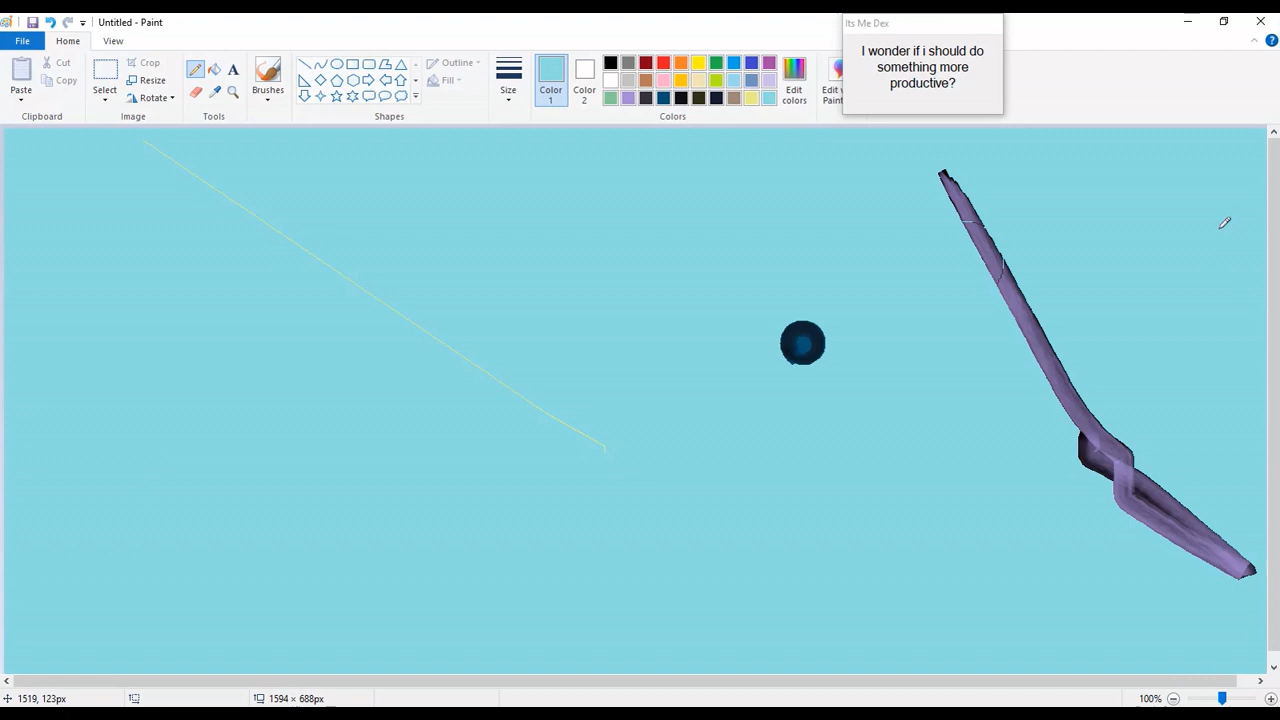 Untitled - Paint
Its Me Dex
File
Home
View
I wonder if i should do
something more
productive?
Paste
Cut
Copy
Select
Crop
Resize
Rotate
Brushes
Outline
Fill
Size
Color
1
Color
2
Edit
colors
Edit
Paint
Clipboard
Image
Tools
Shapes
Colors
1519, 123px
1594 × 688px
100%